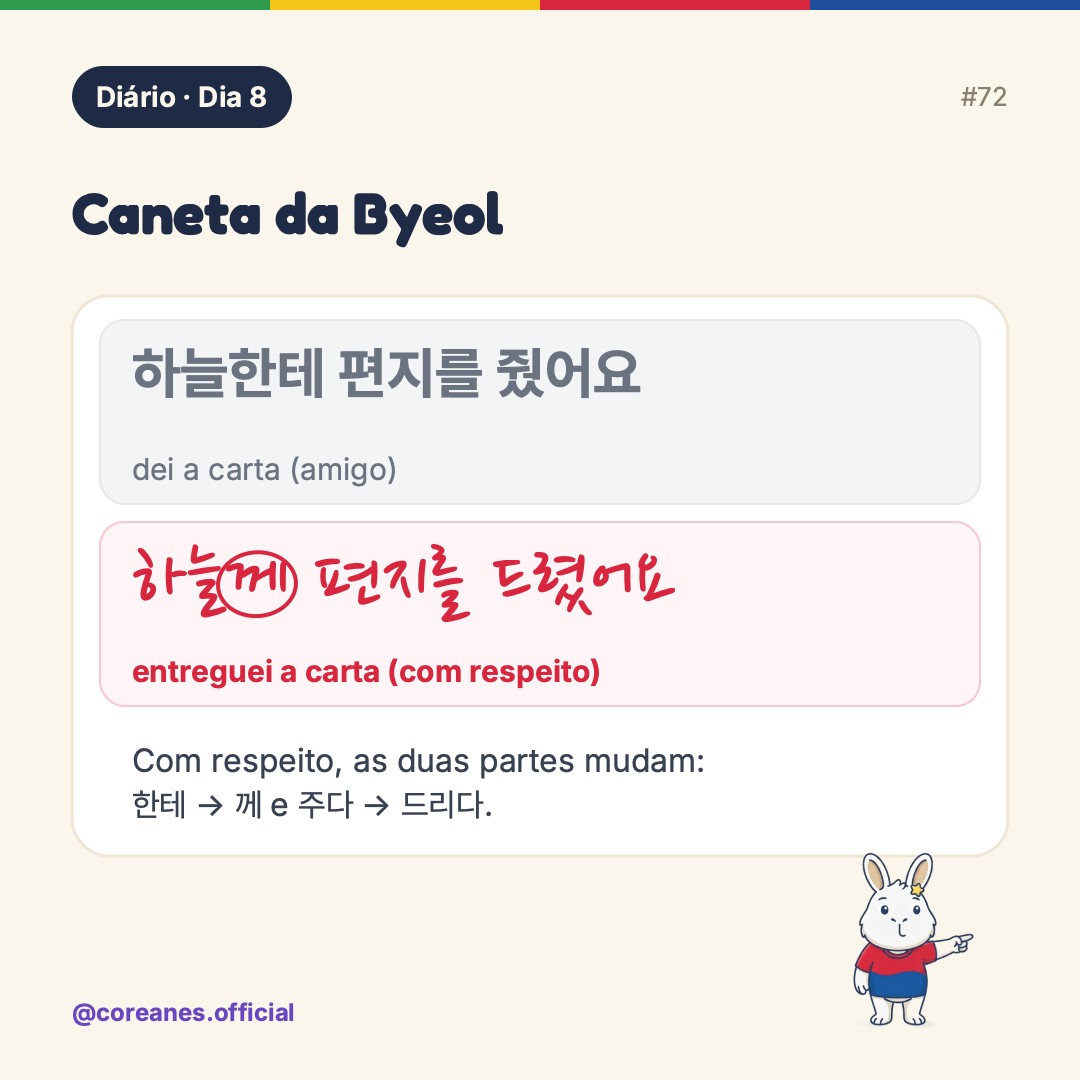 Diário · Dia 8
#72
Caneta da Byeol
하늘한테 편지를 줬어요
dei a carta (amigo)
하늘께 편지를 드렸어요
entreguei a carta (com respeito)
Com respeito, as duas partes mudam:
한테 → 께 e 주다 → 드리다.
@coreanes.official